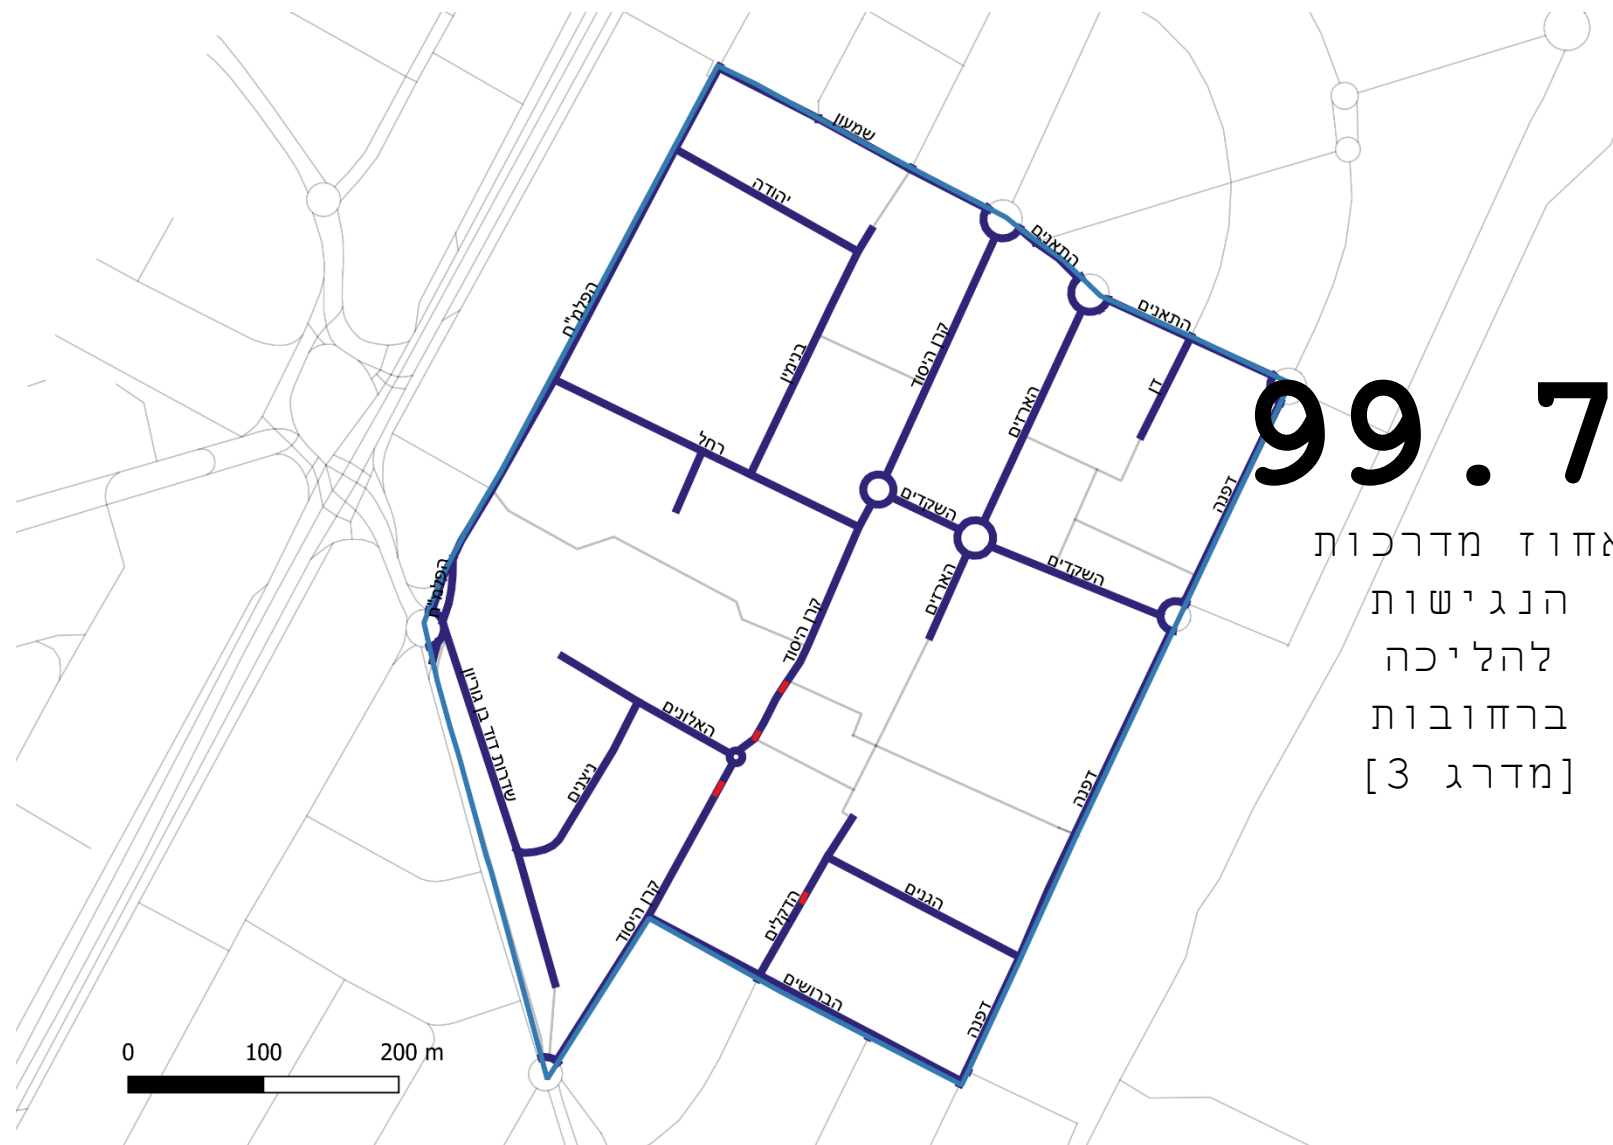 שמעון
יהודה
התאנים
התאנים
הפלמ"ח
בנימין
קרן היסוד
הארזים
דן
99.7
רחל
השקדים
דפנה
אחוז מדרכות
הנגישות
להליכה
ברחובות
[מדרג 3]
הפלמ"ח
הארזים
השקדים
קרן היסוד
שדרות דוד בן גוריון
האלונים
ניצנים
דפנה
קרן היסוד
הדקלים
הגנים
הברושים
דפנה
0 100 200 m